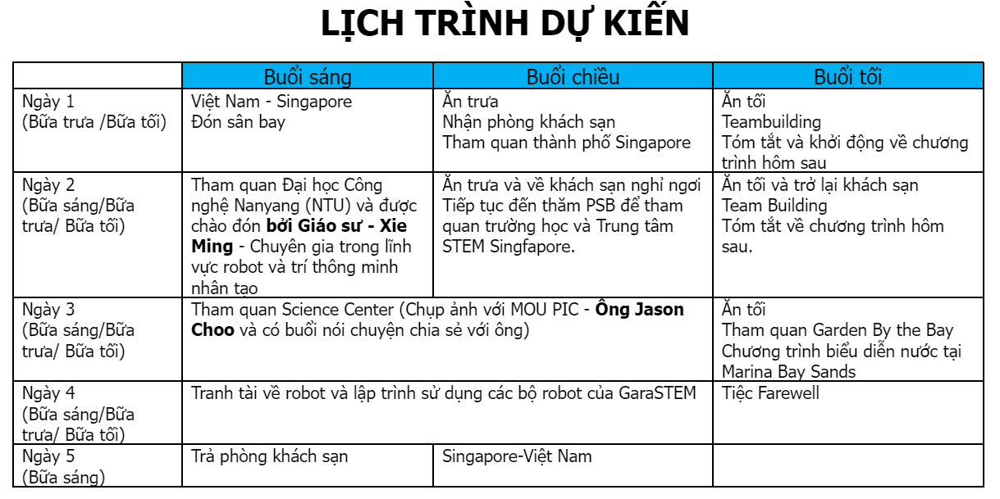 LỊCH TRÌNH DỰ KIẾN
Buổi sáng
Buổi chiều
Buổi tối
Ngày 1
(Bữa trưa /Bữa tối)
Việt Nam - Singapore
Đón sân bay
Ăn trưa
Nhận phòng khách sạn
Tham quan thành phố Singapore
Ăn tối
Teambuilding
Tóm tắt và khởi động về chương
trình hôm sau
Ngày 2
(Bữa sáng/Bữa
trưa/ Bữa tối)
Tham quan Đại học Công
nghệ Nanyang (NTU) và được
chào đón bởi Giáo sư - Xie
Ming - Chuyên gia trong lĩnh
vực robot và trí thông minh
nhân tạo
Ăn trưa và về khách sạn nghỉ ngơi
Tiếp tục đến thăm PSB để tham
quan trường học và Trung tâm
STEM Singfapore.
Ăn tối và trở lại khách sạn
Team Building
Tóm tắt về chương trình hôm
sau.
Ngày 3
(Bữa sáng/Bữa
trưa/ Bữa tối)
Tham quan Science Center (Chụp ảnh với MOU PIC - Ông Jason
Choo và có buổi nói chuyện chia sẻ với ông)
Ăn tối
Tham quan Garden By the Bay
Chương trình biểu diễn nước tại
Marina Bay Sands
Ngày 4
(Bữa sáng/Bữa
trưa/ Bữa tối)
Tranh tài về robot và lập trình sử dụng các bộ robot của GaraSTEM
Tiệc Farewell
Ngày 5
(Bữa sáng)
Trả phòng khách sạn
Singapore-Việt Nam